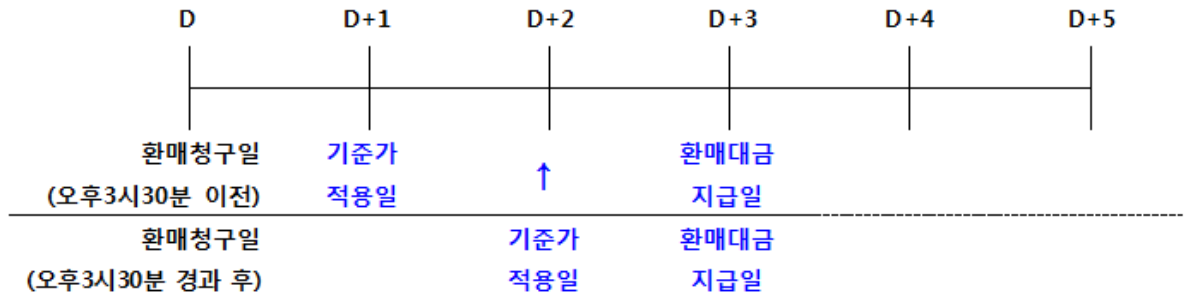 D D+1 D+2 D+3 D+4 D+5
환매청구일 기준가 환매대금
(오후3시30분 이전) 적용일 ↑ 지급일
환매청구일 기준가 환매대금
(오후3시30분 경과 후) 적용일 지급일